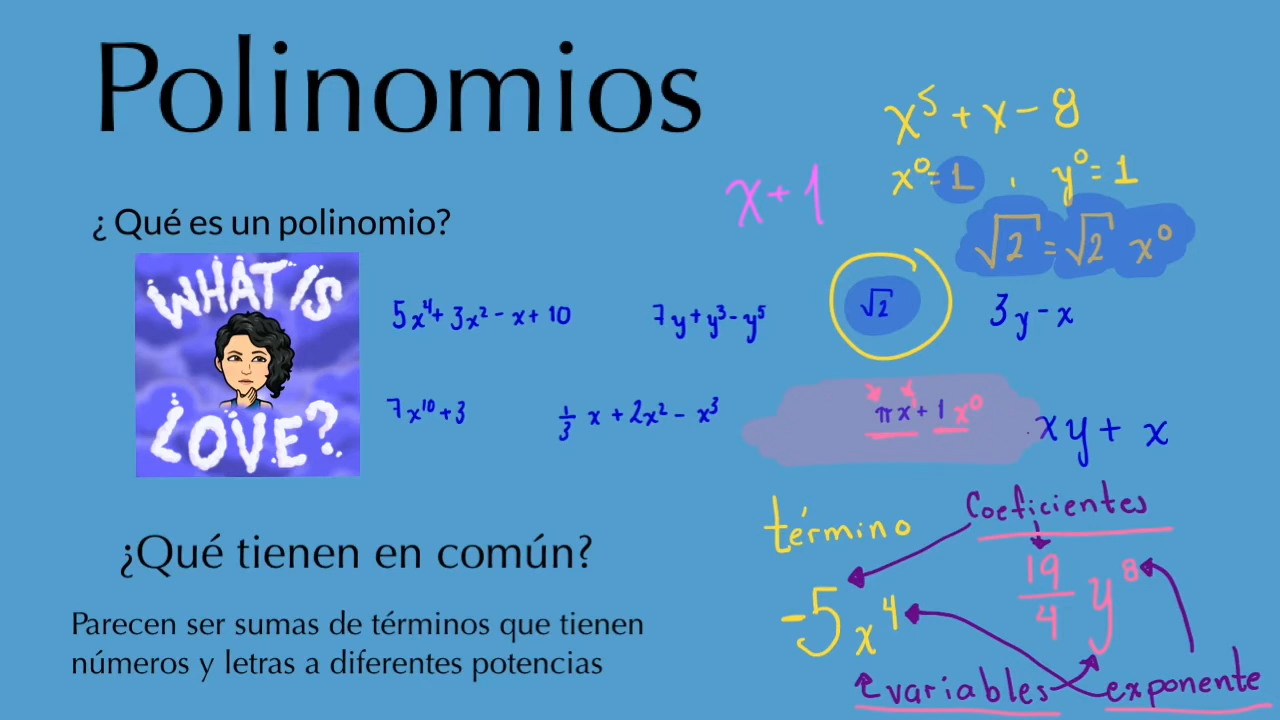 Polinomios
x⁵ + x - 8
x⁰ = 1 , y⁰ = 1
x + 1
√2 = √2 x⁰
¿ Qué es un polinomio?
WHAT IS
LOVE?
5x⁴ + 3x² - x + 10
7y + y³ - y⁵
√2
3y - x
7x¹⁰ + 3
1/3 x + 2x² - x³
πx¹ + 1x⁰
xy + x
término
Coeficientes
-5x⁴
19/4 y⁸
variables
exponente
¿Qué tienen en común?
Parecen ser sumas de términos que tienen
números y letras a diferentes potencias